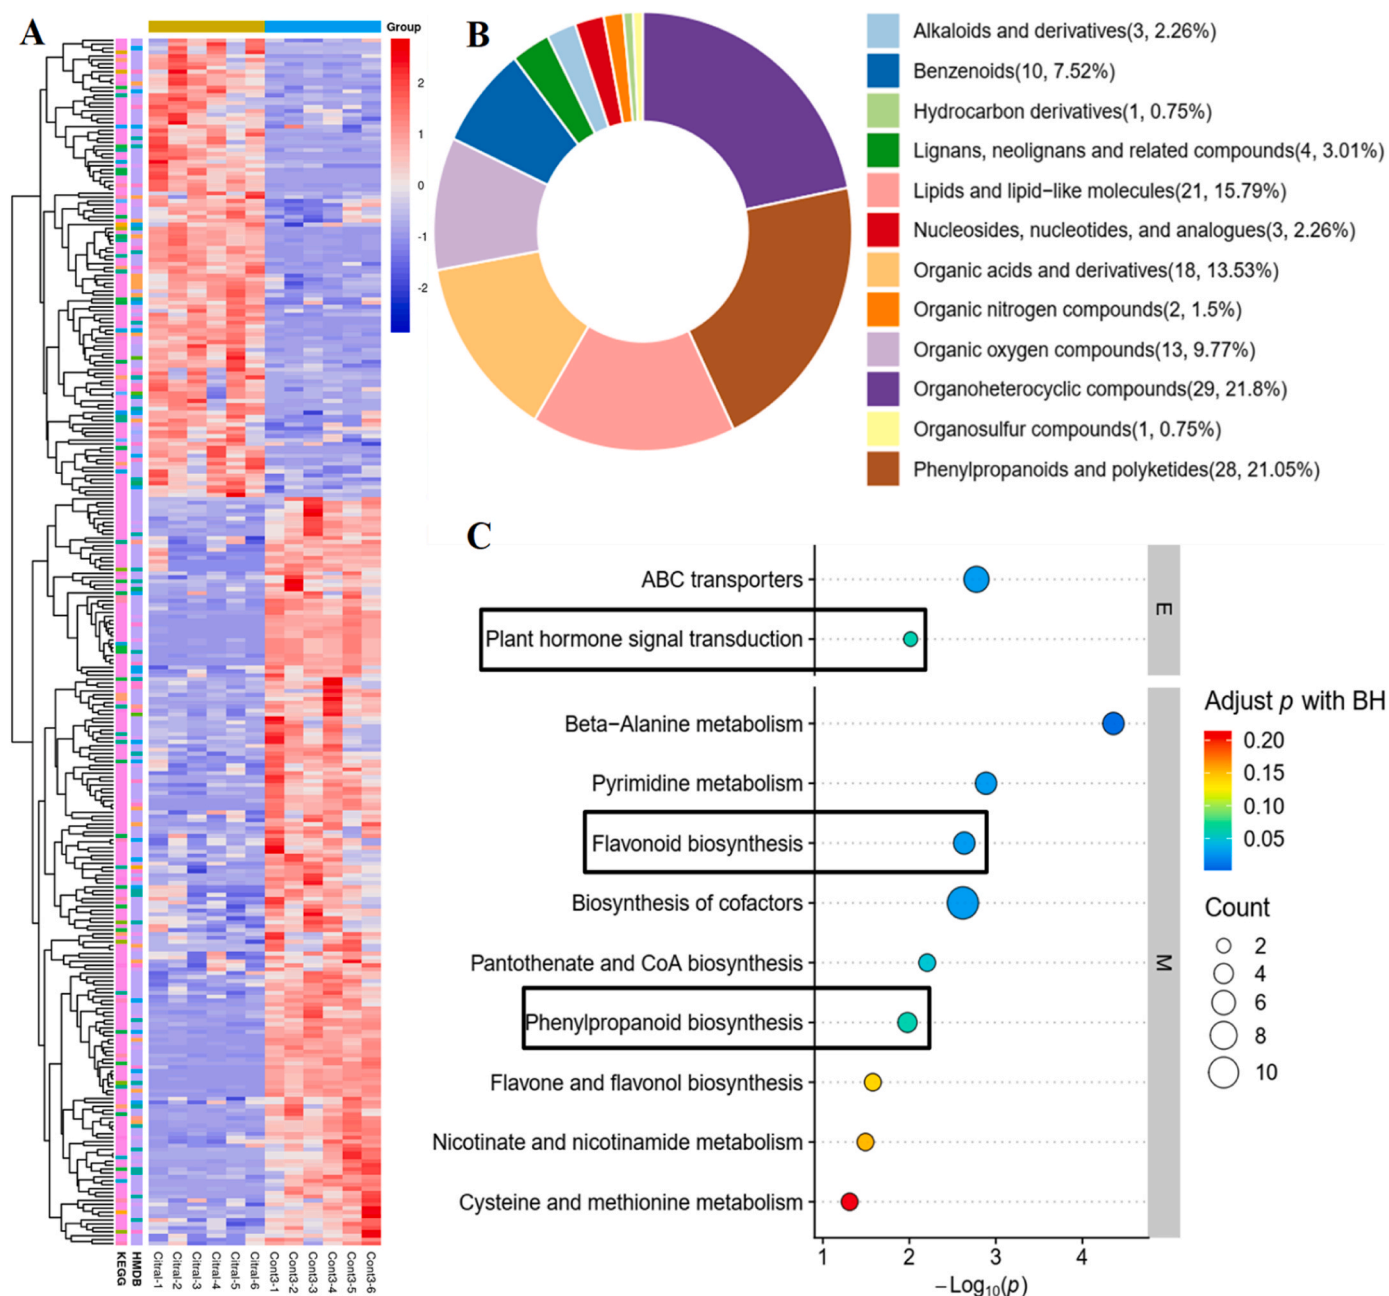 A
Group
2
1
0
-1
-2
KEGG
HMDB
Citral-1
Citral-2
Citral-3
Citral-4
Citral-5
Citral-6
Cont3-1
Cont3-2
Cont3-3
Cont3-4
Cont3-5
Cont3-6
B
Alkaloids and derivatives(3, 2.26%)
Benzenoids(10, 7.52%)
Hydrocarbon derivatives(1, 0.75%)
Lignans, neolignans and related compounds(4, 3.01%)
Lipids and lipid−like molecules(21, 15.79%)
Nucleosides, nucleotides, and analogues(3, 2.26%)
Organic acids and derivatives(18, 13.53%)
Organic nitrogen compounds(2, 1.5%)
Organic oxygen compounds(13, 9.77%)
Organoheterocyclic compounds(29, 21.8%)
Organosulfur compounds(1, 0.75%)
Phenylpropanoids and polyketides(28, 21.05%)
C
ABC transporters
Plant hormone signal transduction
E
Beta−Alanine metabolism
Pyrimidine metabolism
Flavonoid biosynthesis
Biosynthesis of cofactors
Pantothenate and CoA biosynthesis
Phenylpropanoid biosynthesis
Flavone and flavonol biosynthesis
Nicotinate and nicotinamide metabolism
Cysteine and methionine metabolism
M
1 2 3 4
−Log10(p)
Adjust p with BH
0.20
0.15
0.10
0.05
Count
2
4
6
8
10